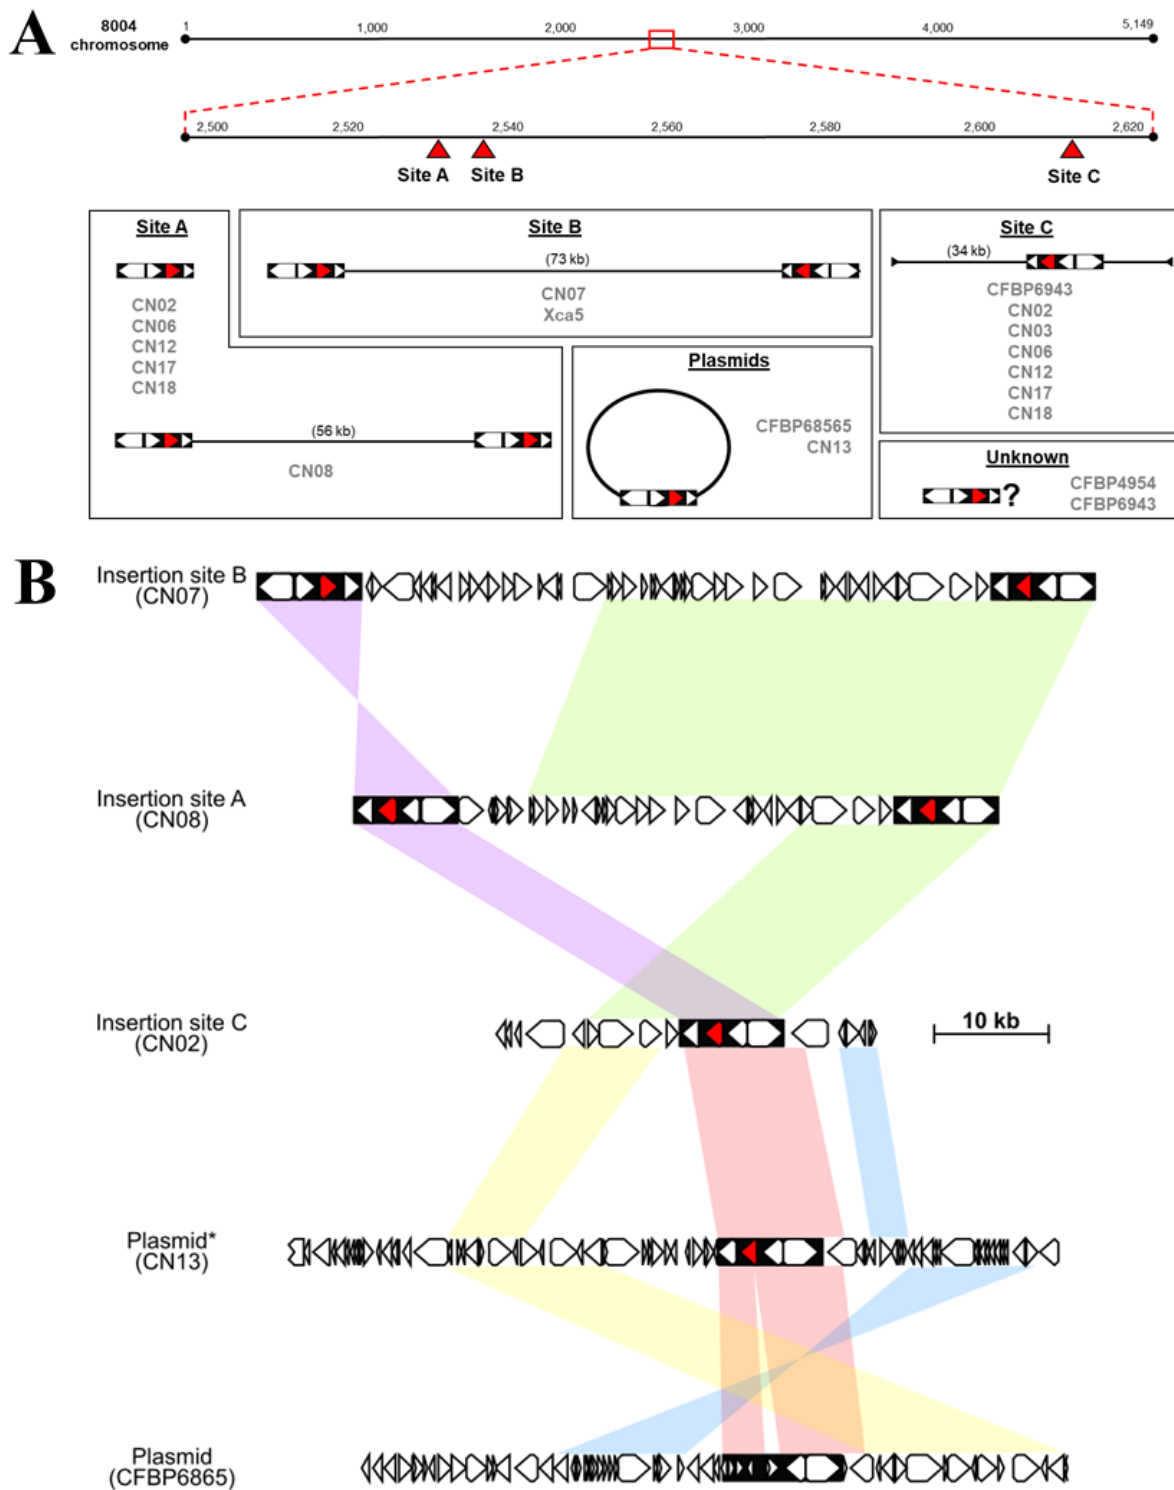 A
8004
chromosome
1
1,000
2,000
3,000
4,000
5,149
2,500
2,520
2,540
2,560
2,580
2,600
2,620
Site A
Site B
Site C
Site A
CN02
CN06
CN12
CN17
CN18
(56 kb)
CN08
Site B
(73 kb)
CN07
Xca5
Plasmids
CFBP68565
CN13
Site C
(34 kb)
CFBP6943
CN02
CN03
CN06
CN12
CN17
CN18
Unknown
?
CFBP4954
CFBP6943
B
Insertion site B
(CN07)
Insertion site A
(CN08)
Insertion site C
(CN02)
10 kb
Plasmid*
(CN13)
Plasmid
(CFBP6865)